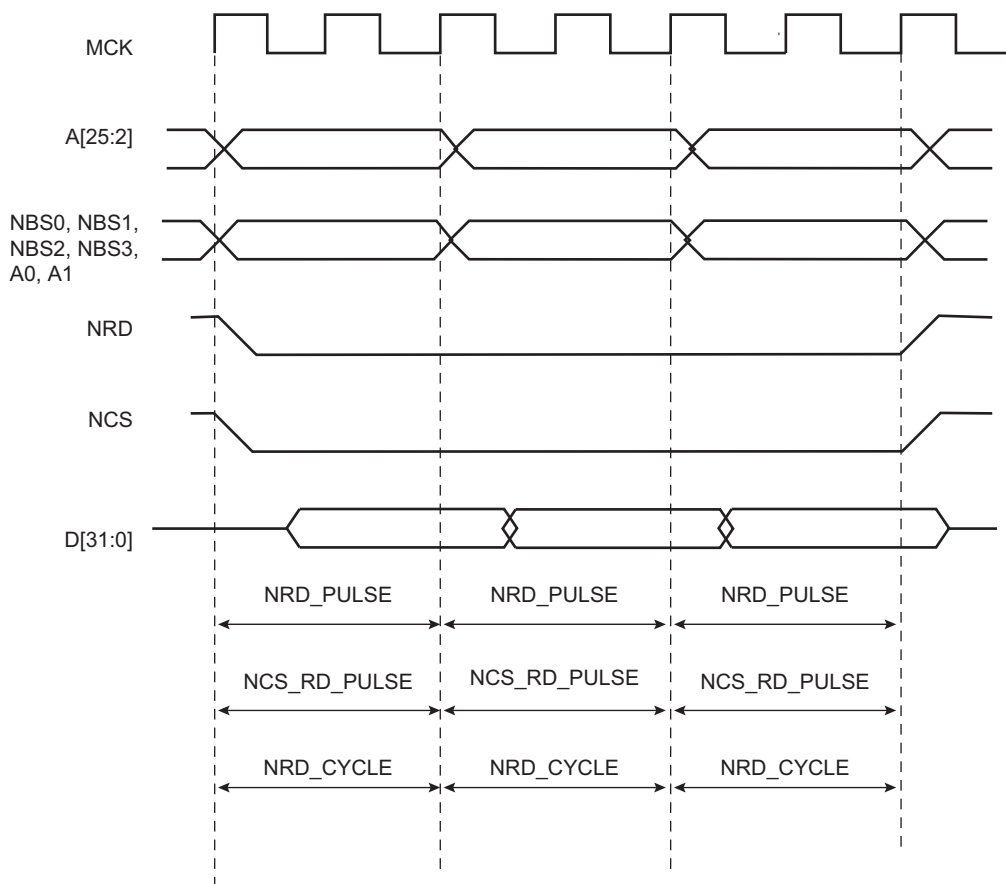 MCK
A[25:2]
NBS0, NBS1,
NBS2, NBS3,
A0, A1
NRD
NCS
D[31:0]
NRD_PULSE NRD_PULSE NRD_PULSE
NCS_RD_PULSE NCS_RD_PULSE NCS_RD_PULSE
NRD_CYCLE NRD_CYCLE NRD_CYCLE